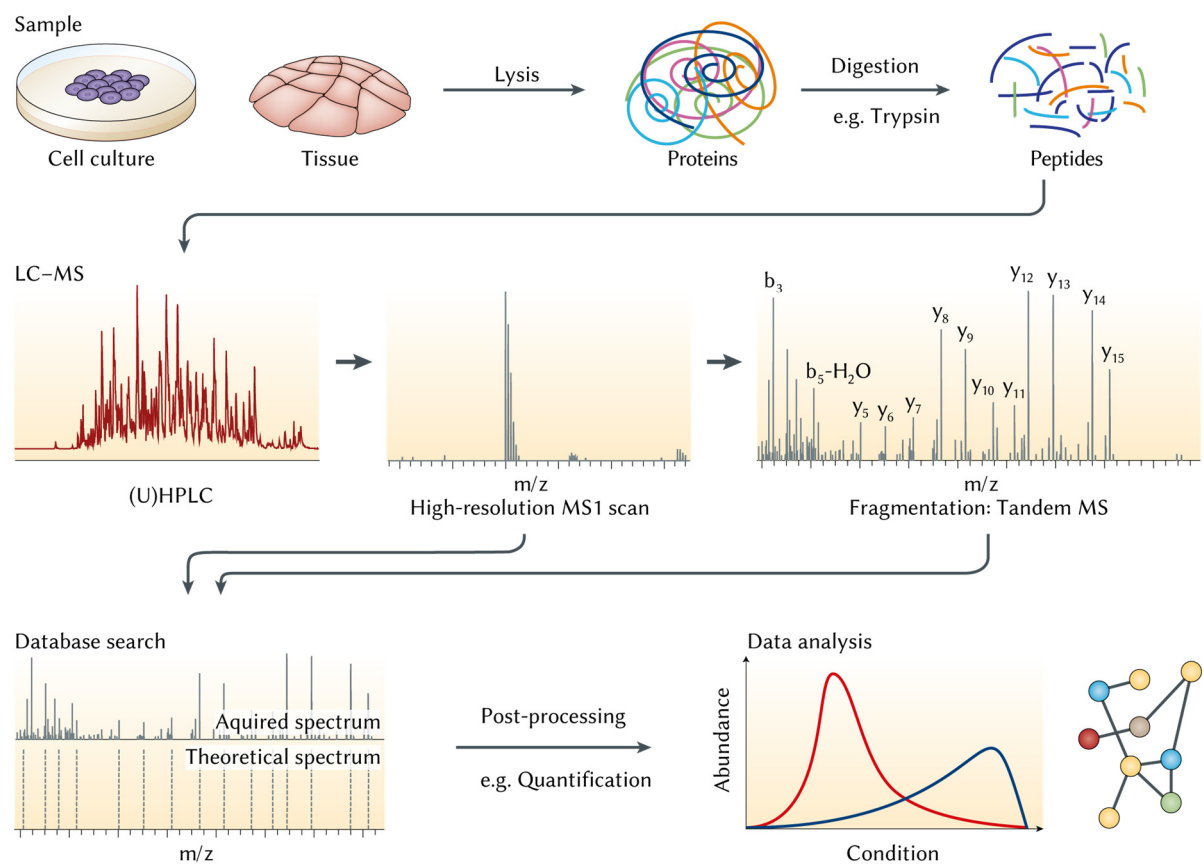 Sample
Cell culture
Tissue
Lysis
Proteins
Digestion
e.g. Trypsin
Peptides
LC–MS
(U)HPLC
m/z
High-resolution MS1 scan
b₃
b₅-H₂O
y₅
y₆
y₇
y₈
y₉
y₁₀
y₁₁
y₁₂
y₁₃
y₁₄
y₁₅
m/z
Fragmentation: Tandem MS
Database search
Aquired spectrum
Theoretical spectrum
m/z
Post-processing
e.g. Quantification
Data analysis
Abundance
Condition